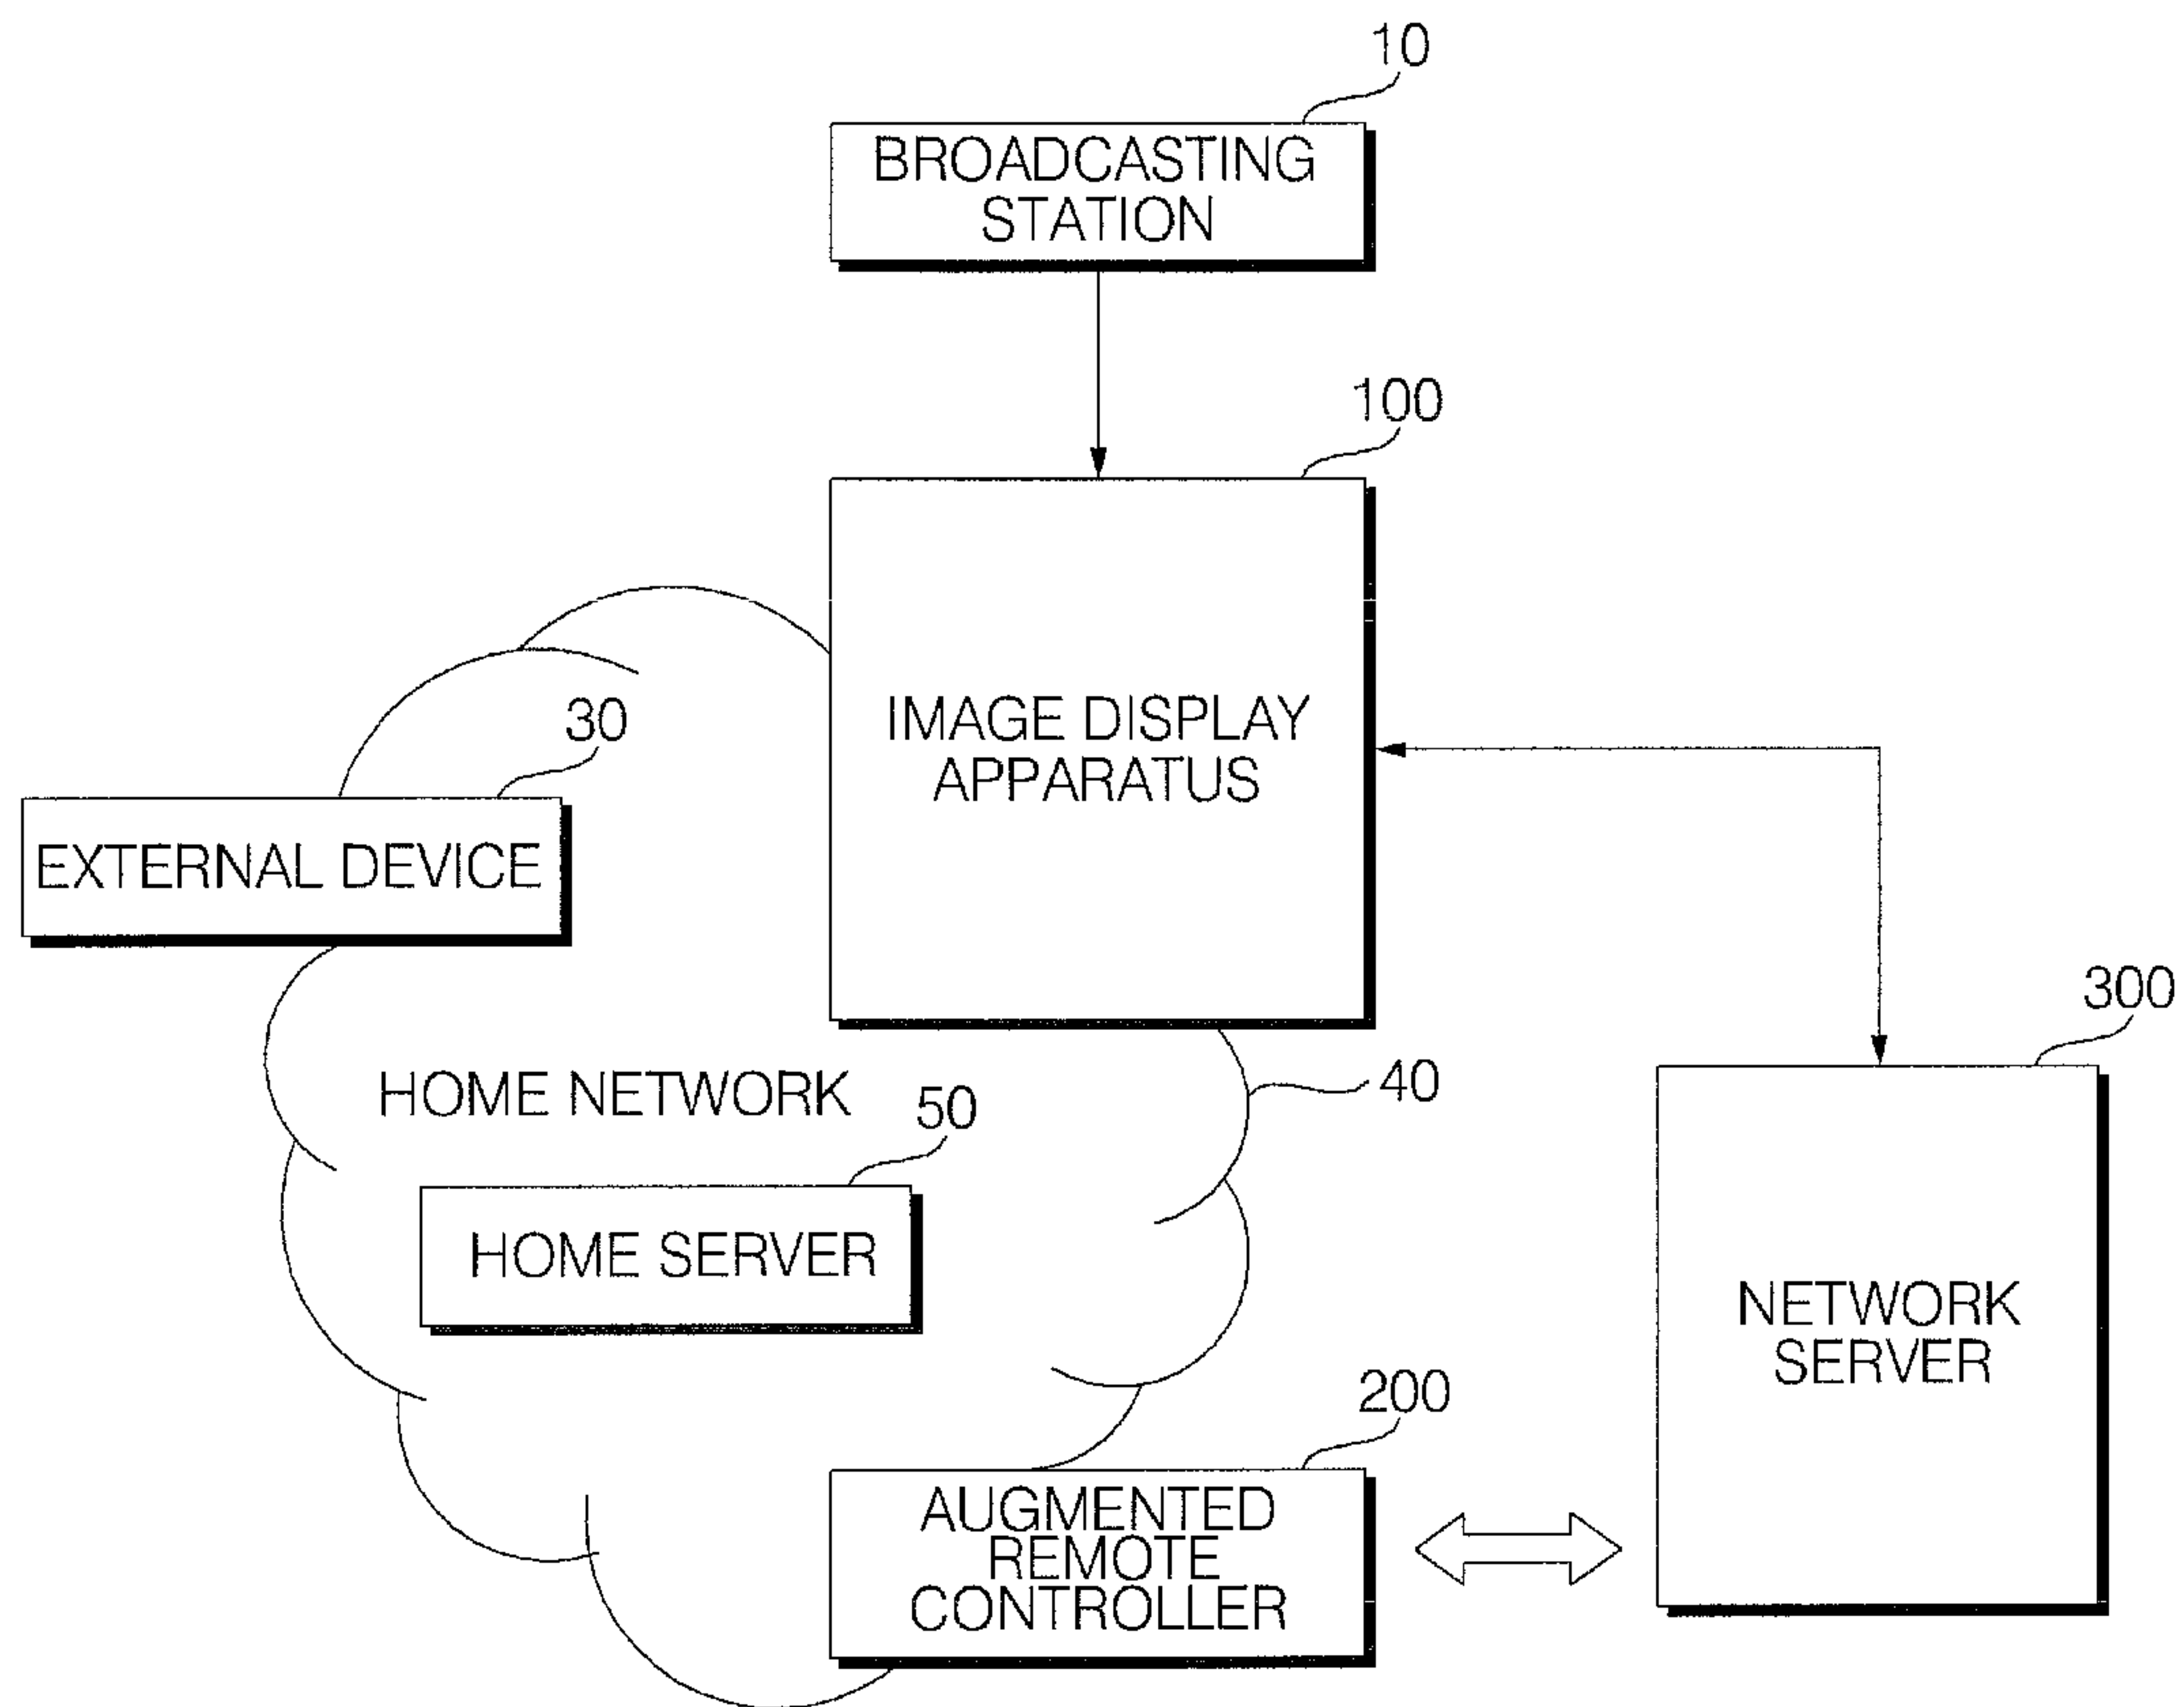 10
BROADCASTING
STATION
100
IMAGE DISPLAY
APPARATUS
30
EXTERNAL DEVICE
300
HOME NETWORK
40
50
HOME SERVER
NETWORK
SERVER
200
AUGMENTED
REMOTE
CONTROLLER